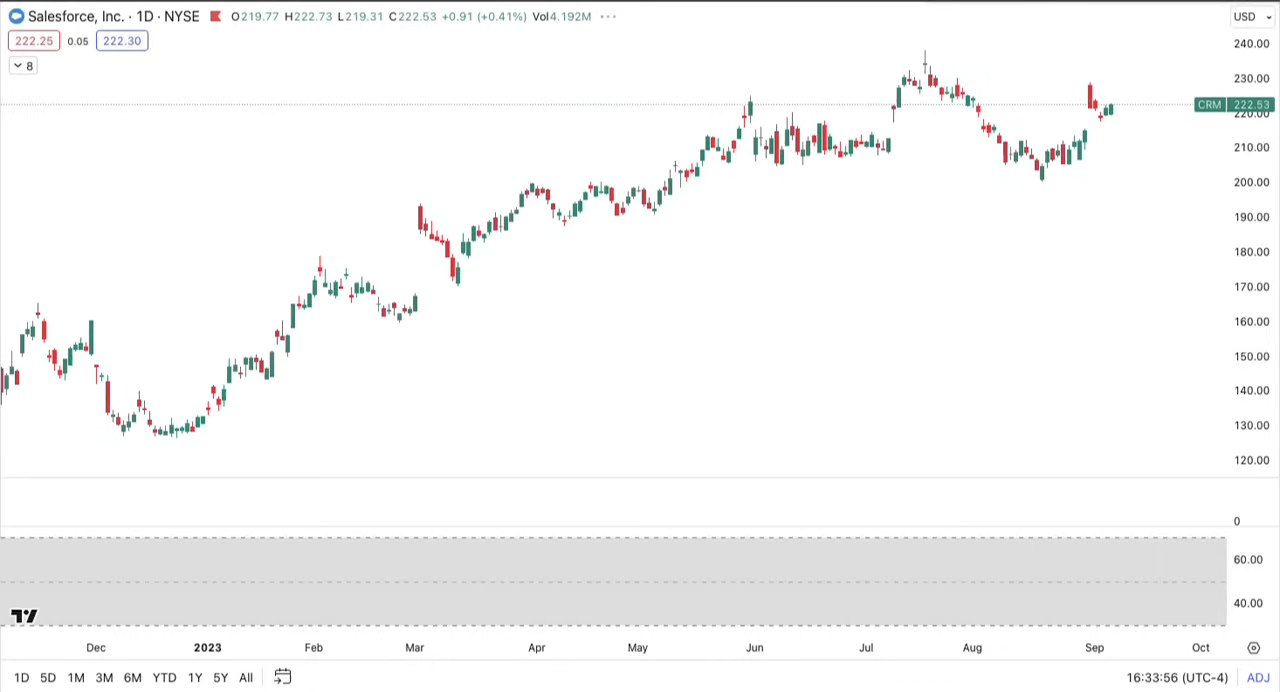 Salesforce, Inc. · 1D · NYSE O219.77 H222.73 L219.31 C222.53 +0.91 (+0.41%) Vol4.192M ···
USD
222.25 0.05 222.30
8
240.00
230.00
CRM 222.53
220.00
210.00
200.00
190.00
180.00
170.00
160.00
150.00
140.00
130.00
120.00
0
60.00
40.00
Dec 2023 Feb Mar Apr May Jun Jul Aug Sep Oct
1D 5D 1M 3M 6M YTD 1Y 5Y All 16:33:56 (UTC-4) ADJ